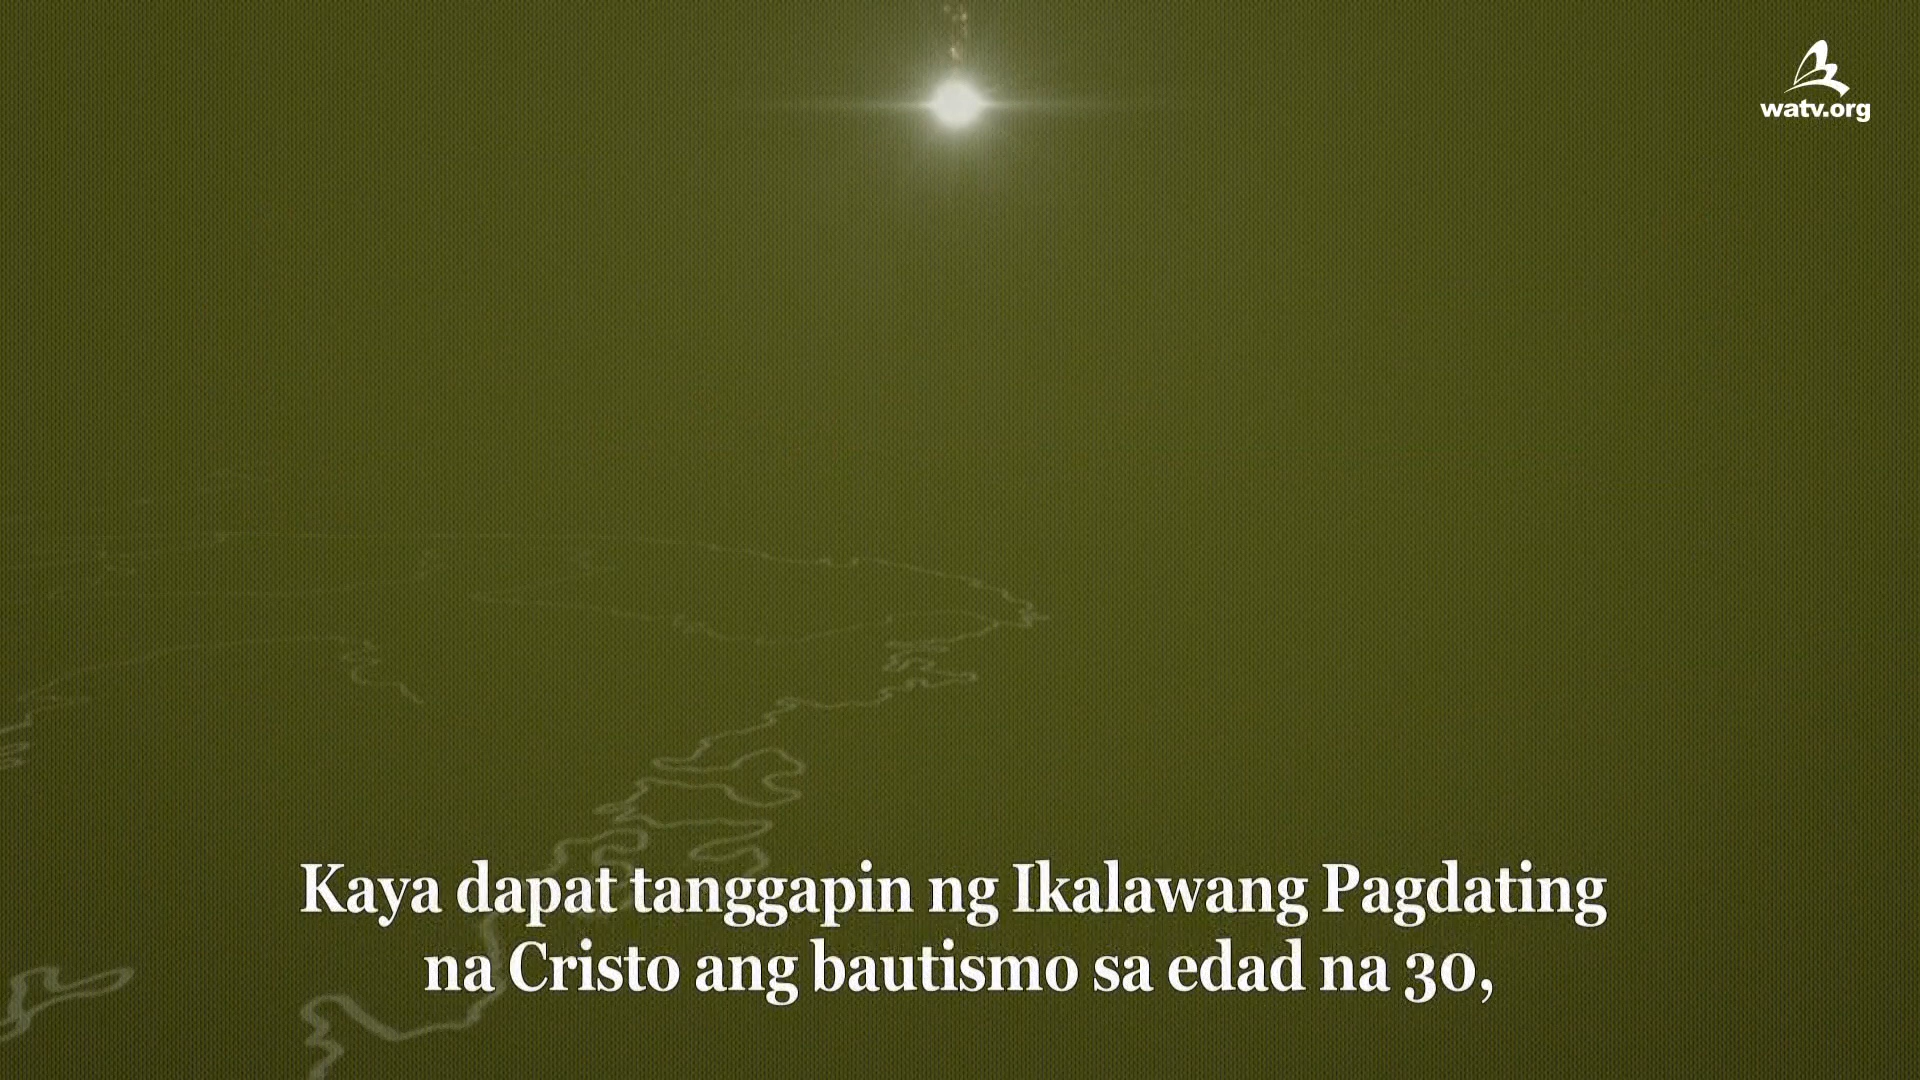 watv.org
Kaya dapat tanggapin ng Ikalawang Pagdating
na Cristo ang bautismo sa edad na 30,